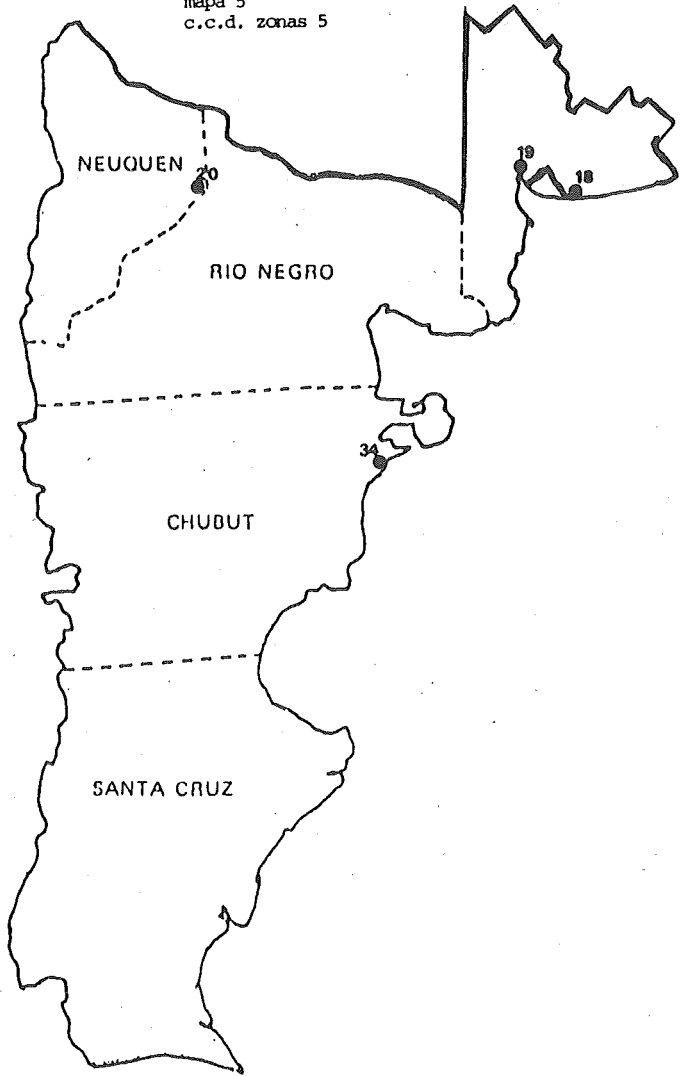 mapa 5
c.c.d. zonas 5
19
18
NEUQUEN
20
RIO NEGRO
34
CHUBUT
SANTA CRUZ